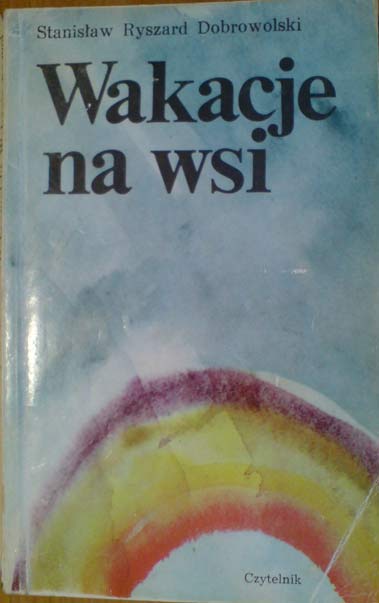 Stanisław Ryszard Dobrowolski
Wakacje
na wsi
Czytelnik